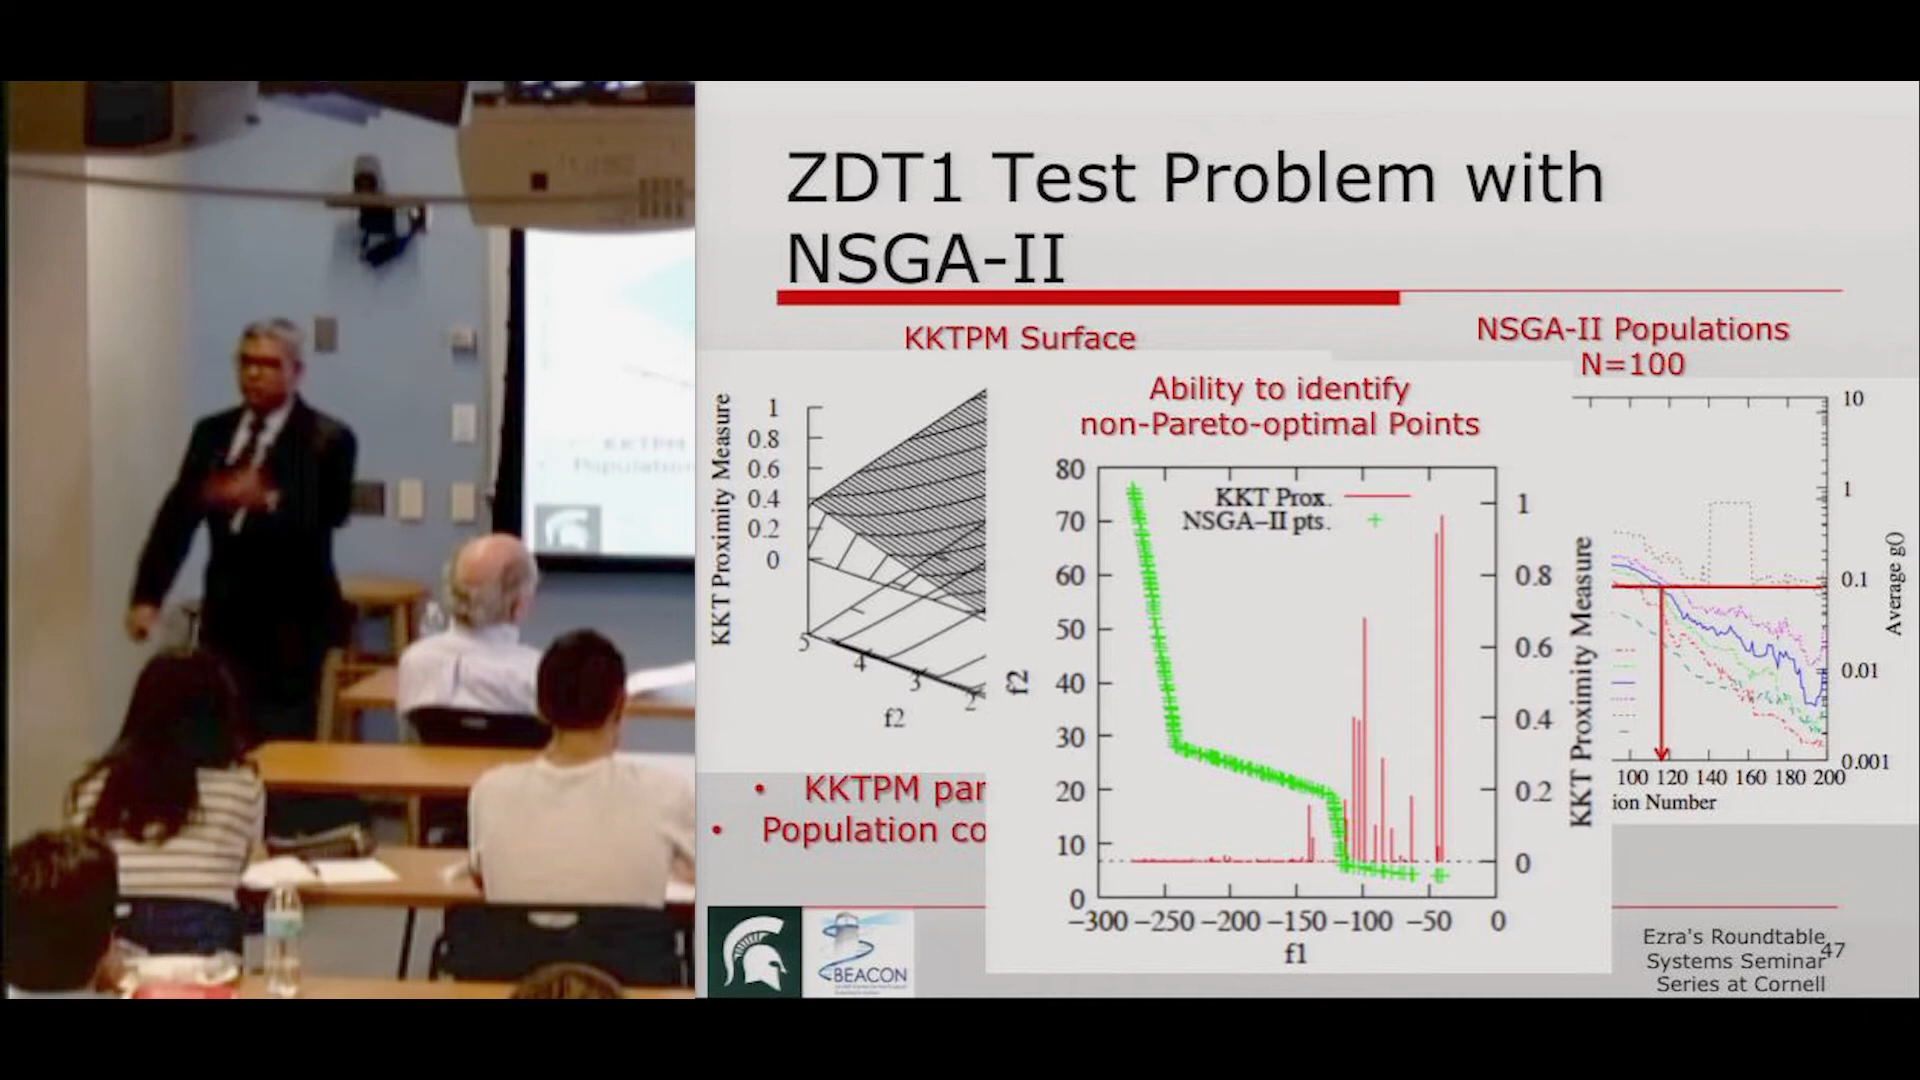 ZDT1 Test Problem with
NSGA-II
KKTPM Surface
NSGA-II Populations
N=100
KKT Proximity Measure
1
0.8
0.6
0.4
0.2
0
5
4
3
2
f2
Ability to identify
non-Pareto-optimal Points
KKT Prox.
NSGA-II pts.
f2
80
70
60
50
40
30
20
10
0
-300 -250 -200 -150 -100 -50 0
f1
1
0.8
0.6
0.4
0.2
0
KKT Proximity Measure
10
1
0.1
0.01
0.001
Average g()
100 120 140 160 180 200
ion Number
• KKTPM par
• Population co
BEACON
Ezra's Roundtable
Systems Seminar
Series at Cornell
47